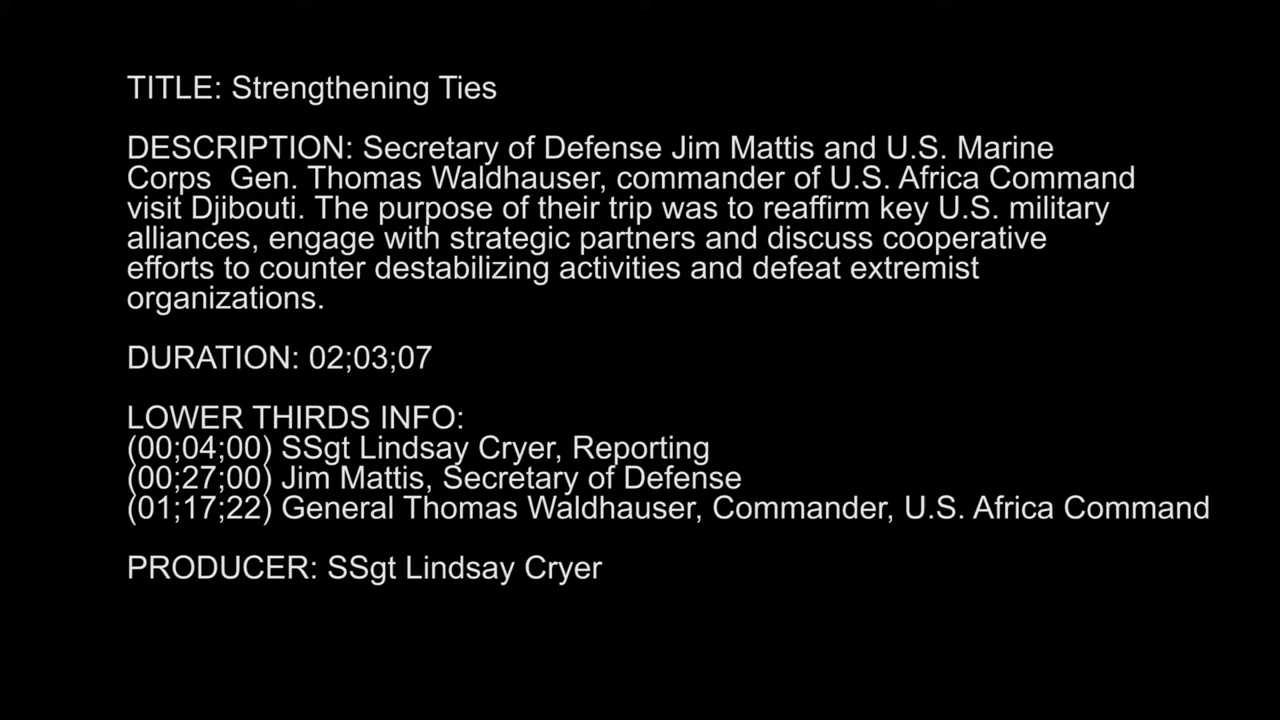 TITLE: Strengthening Ties
DESCRIPTION: Secretary of Defense Jim Mattis and U.S. Marine
Corps  Gen. Thomas Waldhauser, commander of U.S. Africa Command
visit Djibouti. The purpose of their trip was to reaffirm key U.S. military
alliances, engage with strategic partners and discuss cooperative
efforts to counter destabilizing activities and defeat extremist
organizations.
DURATION: 02;03;07
LOWER THIRDS INFO:
(00;04;00) SSgt Lindsay Cryer, Reporting
(00;27;00) Jim Mattis, Secretary of Defense
(01;17;22) General Thomas Waldhauser, Commander, U.S. Africa Command
PRODUCER: SSgt Lindsay Cryer